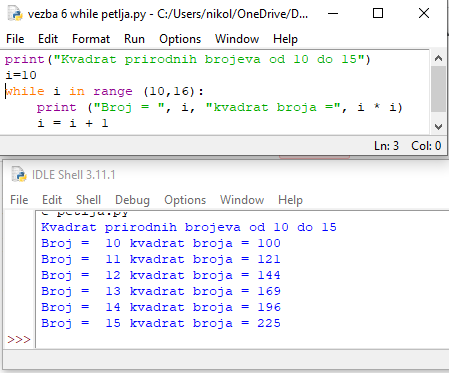 vezba 6 while petlja.py - C:/Users/nikol/OneDrive/D...
File Edit Format Run Options Window Help
print("Kvadrat prirodnih brojeva od 10 do 15")
i=10
while i in range (10,16):
    print ("Broj = ", i, "kvadrat broja =", i * i)
    i = i + 1
Ln: 3 Col: 0
IDLE Shell 3.11.1
File Edit Shell Debug Options Window Help
e petlja.py
Kvadrat prirodnih brojeva od 10 do 15
Broj =  10 kvadrat broja = 100
Broj =  11 kvadrat broja = 121
Broj =  12 kvadrat broja = 144
Broj =  13 kvadrat broja = 169
Broj =  14 kvadrat broja = 196
Broj =  15 kvadrat broja = 225
>>>